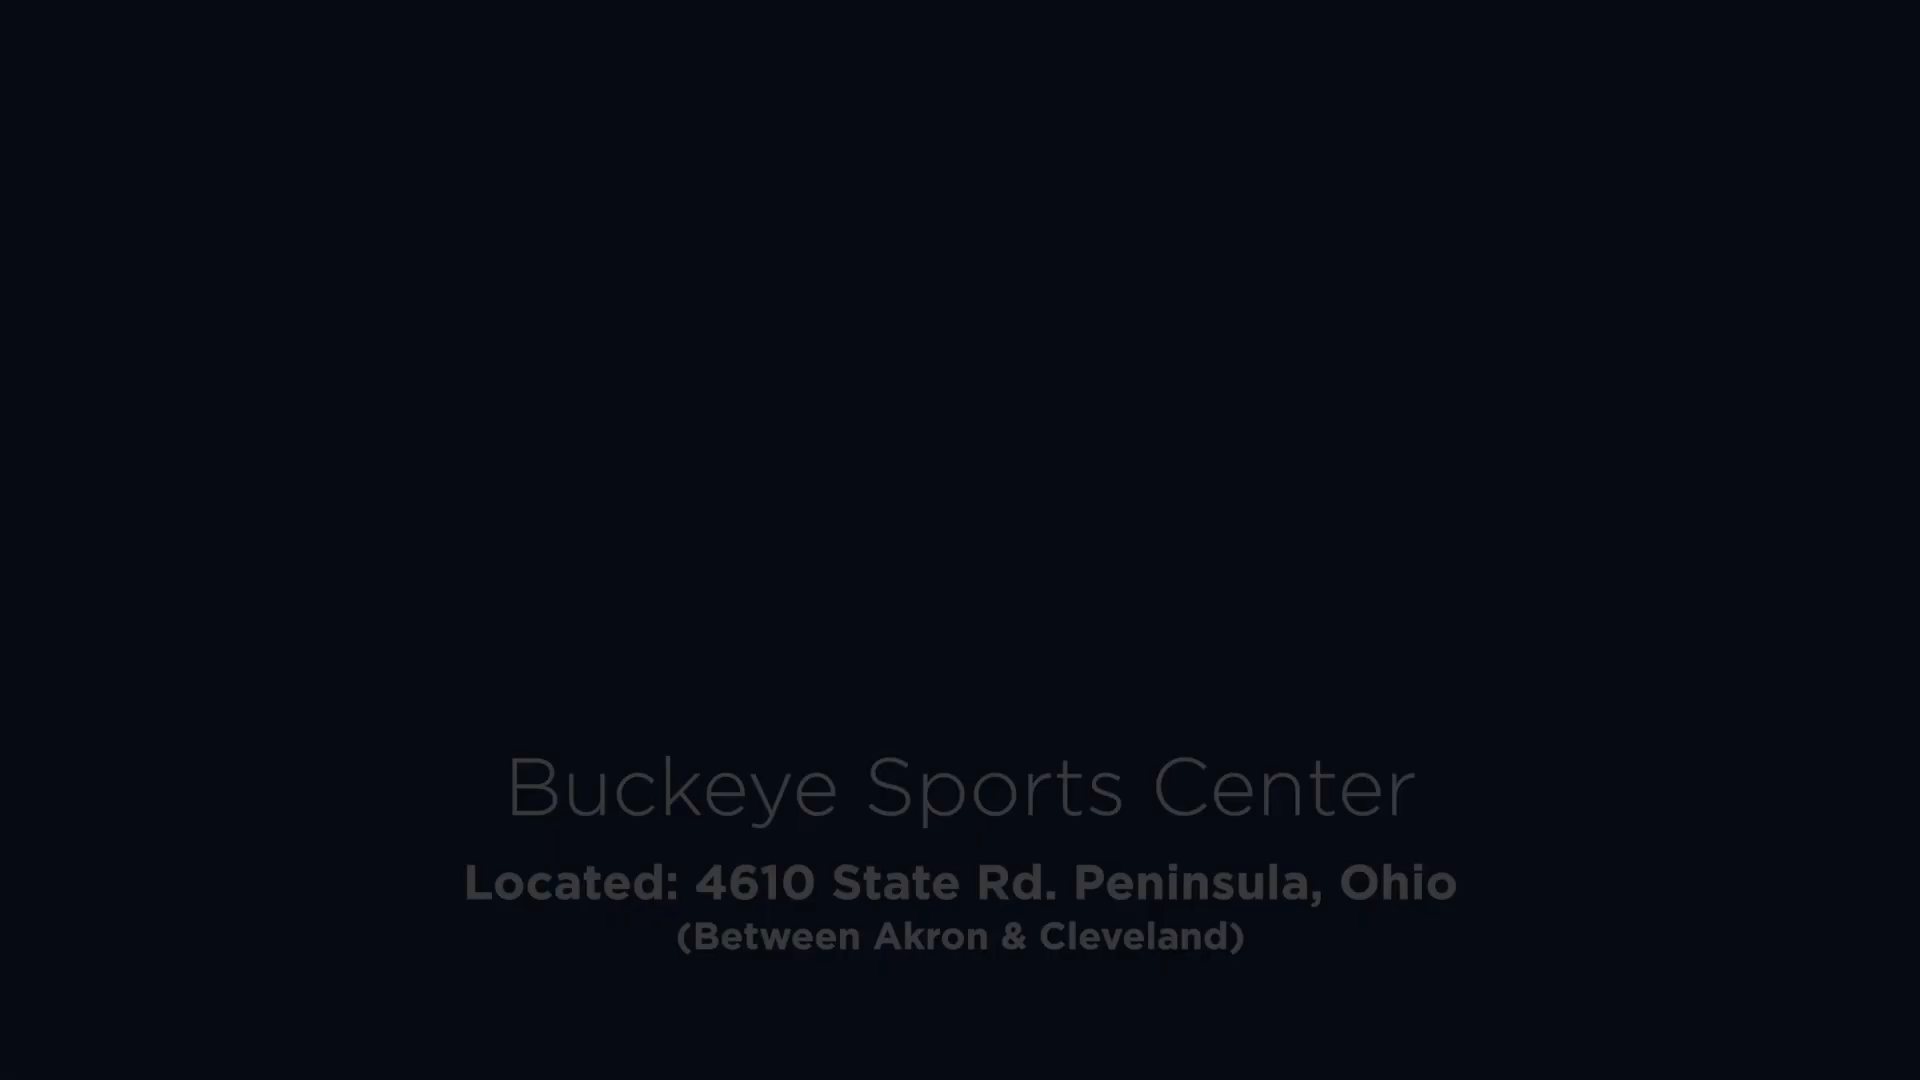 Buckeye Sports Center
Located: 4610 State Rd. Peninsula, Ohio
(Between Akron & Cleveland)